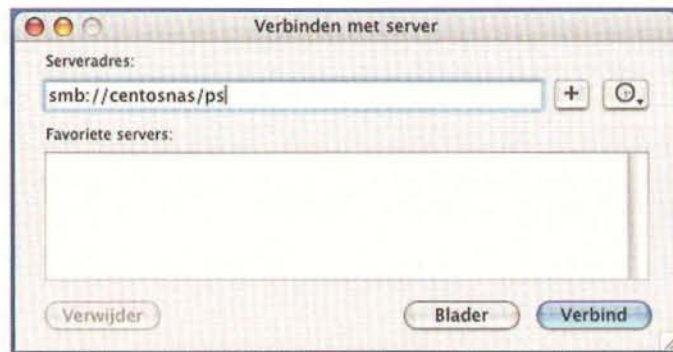 Verbinden met server
Serveradres:
smb://centosnas/ps
+
Favoriete servers:
Verwijder
Blader
Verbind